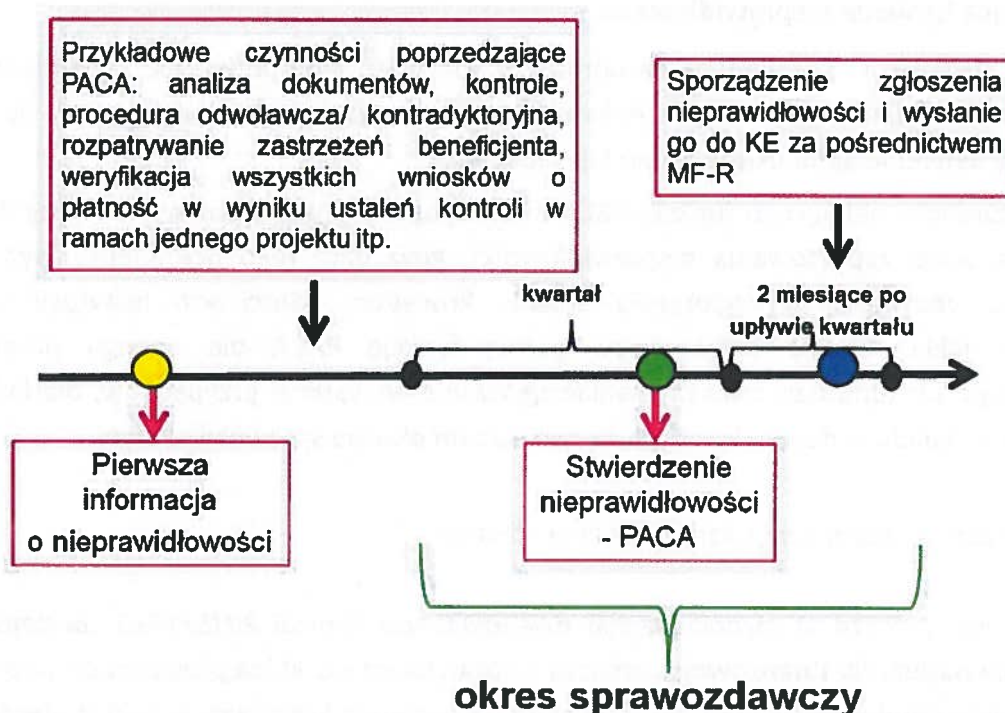 Przykładowe czynności poprzedzające
PACA: analiza dokumentów, kontrole,
procedura odwoławcza/ kontradyktoryjna,
rozpatrywanie zastrzeżeń beneficjenta,
weryfikacja wszystkich wniosków o
płatność w wyniku ustaleń kontroli w
ramach jednego projektu itp.
Sporządzenie zgłoszenia
nieprawidłowości i wysłanie
go do KE za pośrednictwem
MF-R
kwartał
2 miesiące po
upływie kwartału
Pierwsza
informacja
o nieprawidłowości
Stwierdzenie
nieprawidłowości
- PACA
okres sprawozdawczy